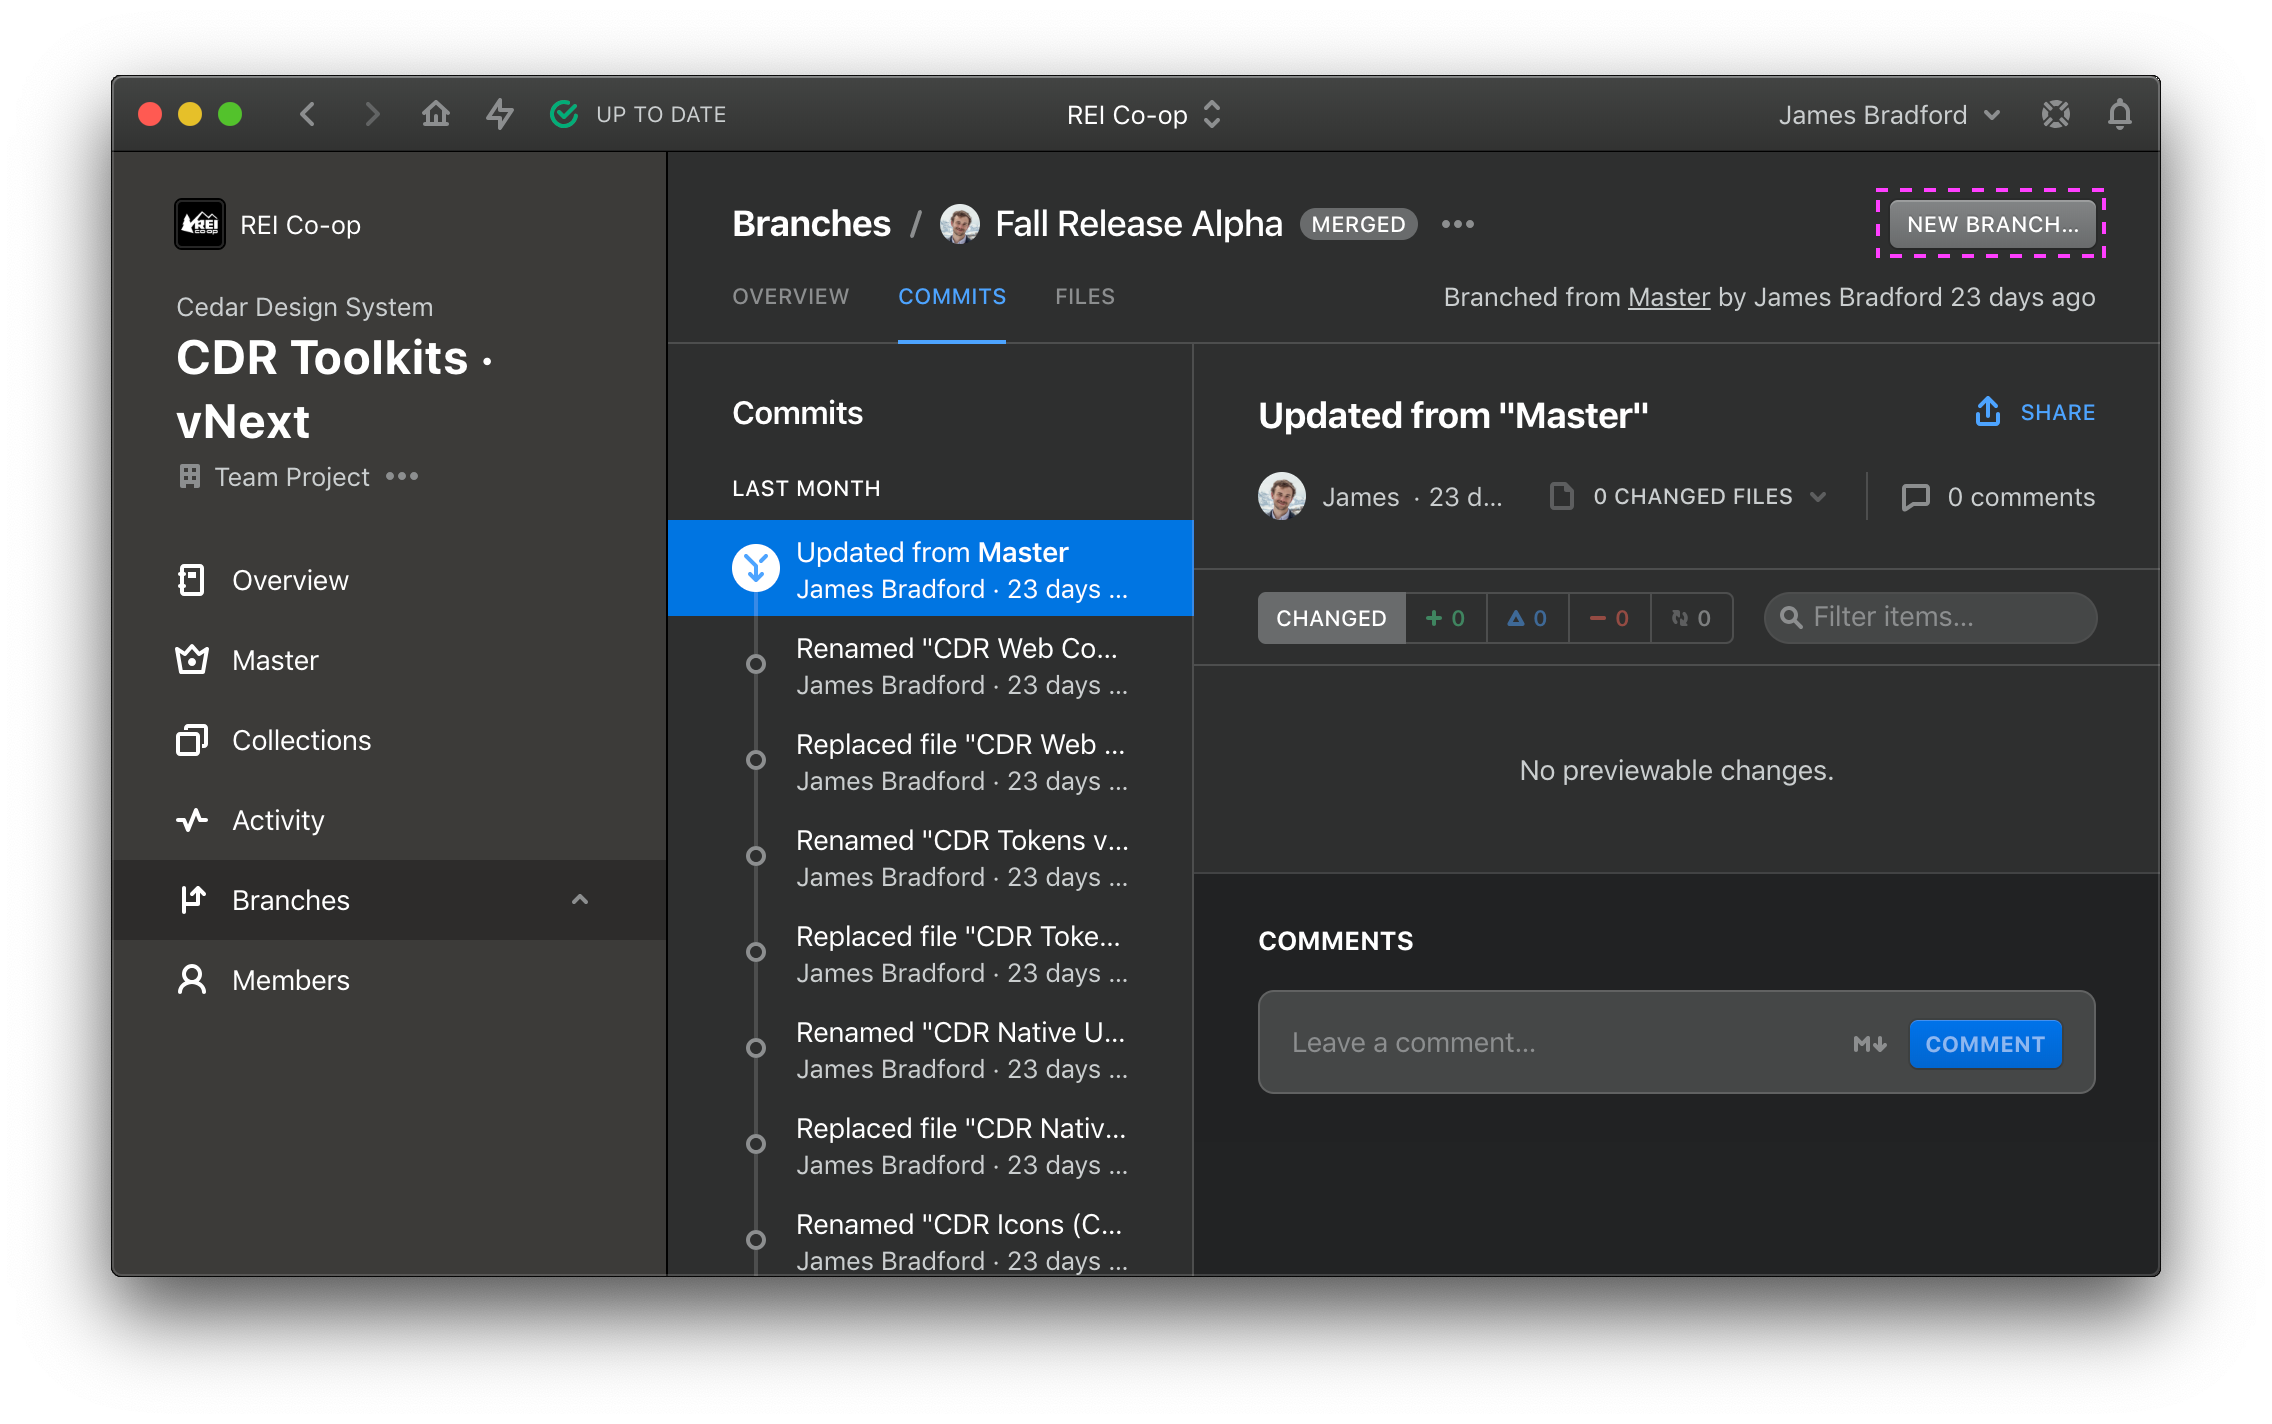 UP TO DATE
REI Co-op
James Bradford
REI
CO·OP
REI Co-op
Cedar Design System
CDR Toolkits ·
vNext
Team Project
Overview
Master
Collections
Activity
Branches
Members
Branches / Fall Release Alpha MERGED
NEW BRANCH...
OVERVIEW COMMITS FILES
Branched from Master by James Bradford 23 days ago
Commits
LAST MONTH
Updated from Master
James Bradford · 23 days ...
Renamed "CDR Web Co...
James Bradford · 23 days ...
Replaced file "CDR Web ...
James Bradford · 23 days ...
Renamed "CDR Tokens v...
James Bradford · 23 days ...
Replaced file "CDR Toke...
James Bradford · 23 days ...
Renamed "CDR Native U...
James Bradford · 23 days ...
Replaced file "CDR Nativ...
James Bradford · 23 days ...
Renamed "CDR Icons (C...
James Bradford · 23 days ...
Updated from "Master"
SHARE
James · 23 d...
0 CHANGED FILES
0 comments
CHANGED + 0 0 − 0 0
Filter items...
No previewable changes.
COMMENTS
Leave a comment...
M
COMMENT